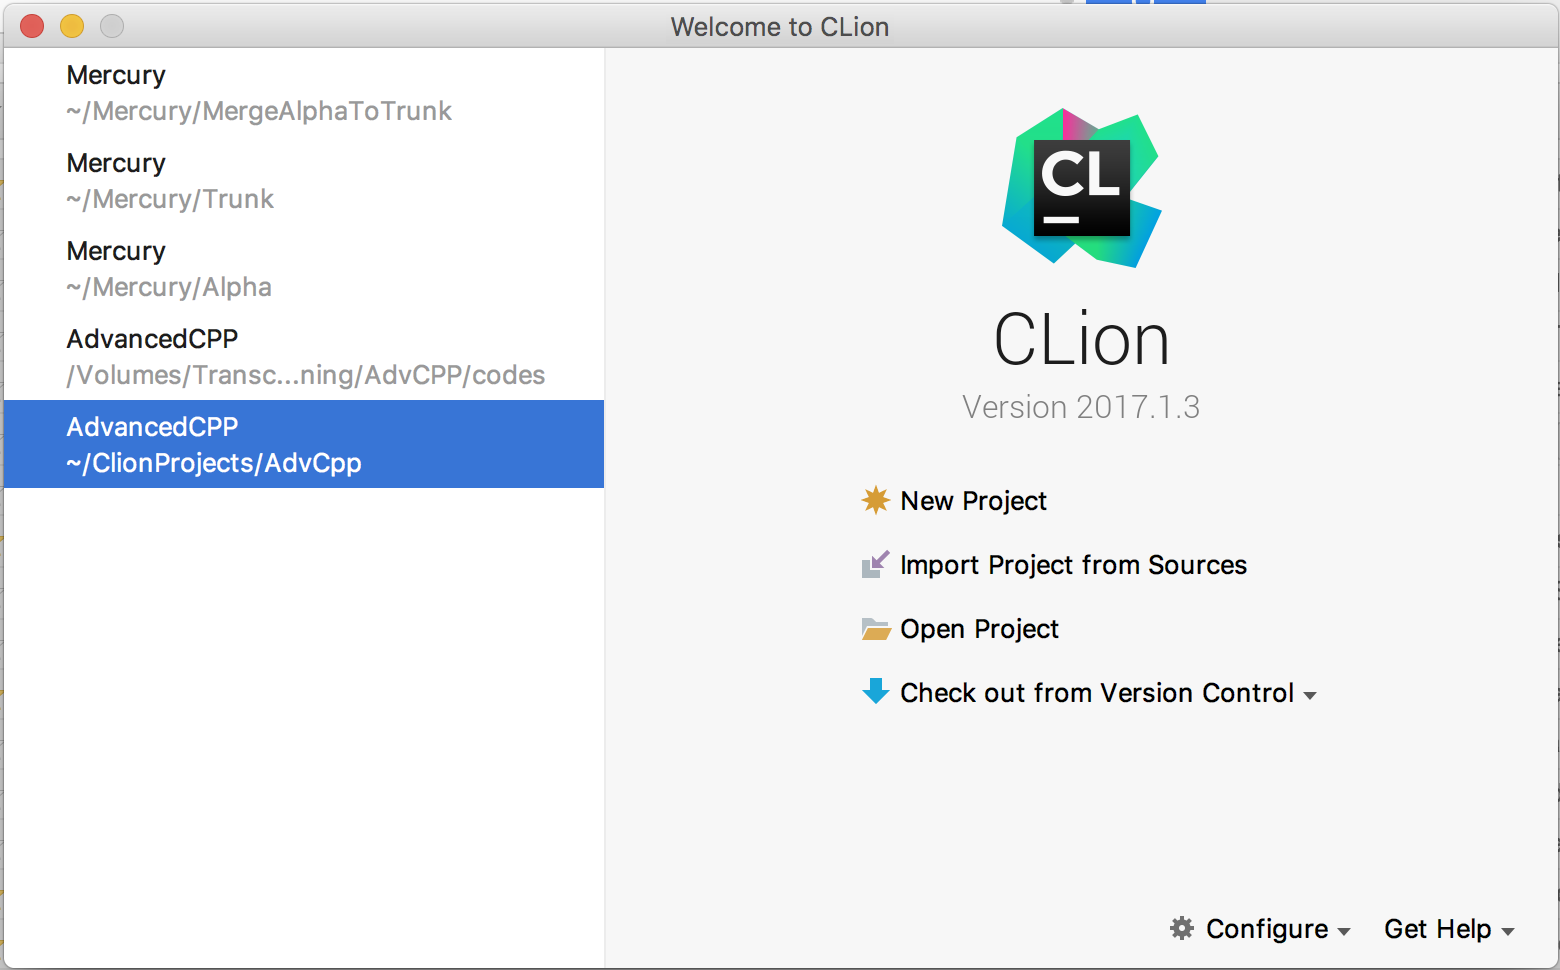 Welcome to CLion
Mercury
~/Mercury/MergeAlphaToTrunk
Mercury
~/Mercury/Trunk
Mercury
~/Mercury/Alpha
AdvancedCPP
/Volumes/Transc...ning/AdvCPP/codes
AdvancedCPP
~/ClionProjects/AdvCpp
CL
CLion
Version 2017.1.3
New Project
Import Project from Sources
Open Project
Check out from Version Control
Configure
Get Help